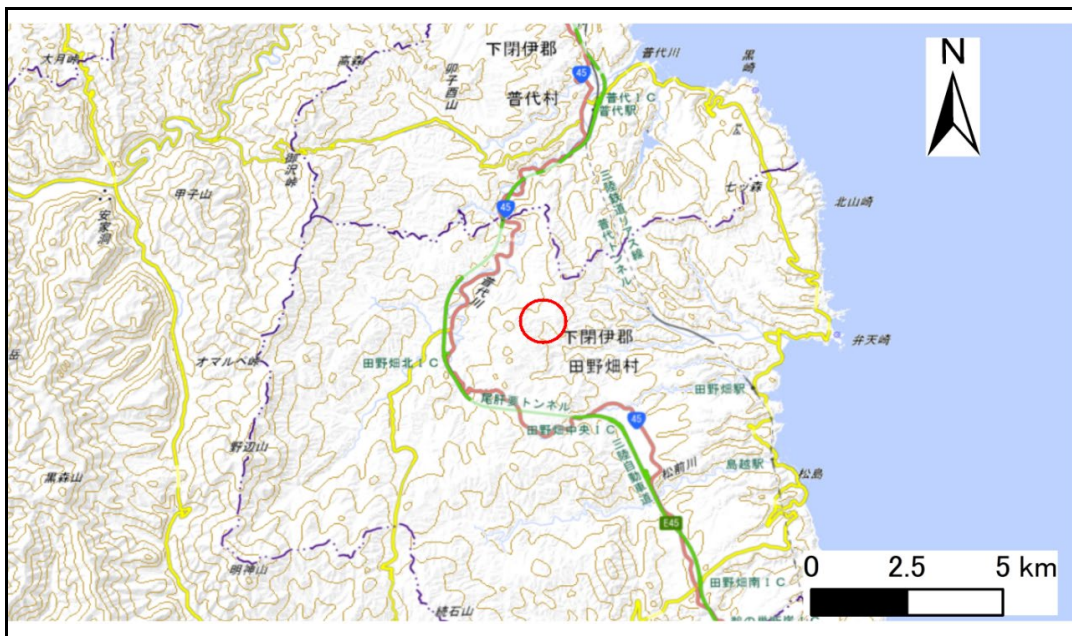 下閉伊郡
普代川
黒崎
大月峠
高森
卯子酉山
45
普代村
普代IC
普代駅
N
御沢峠
甲子山
安家洞
三陸鉄道リアス線
普代トンネル
七ッ森
北山崎
45
普代川
下閉伊郡
田野畑村
弁天崎
オマルペ峠
田野畑北IC
尾肝要トンネル
田野畑駅
45
田野畑中央IC
岳
野辺山
黒森山
三陸自動車道
松前川
島越駅
松島
E45
明神山
田野畑南IC
0 2.5 5 km